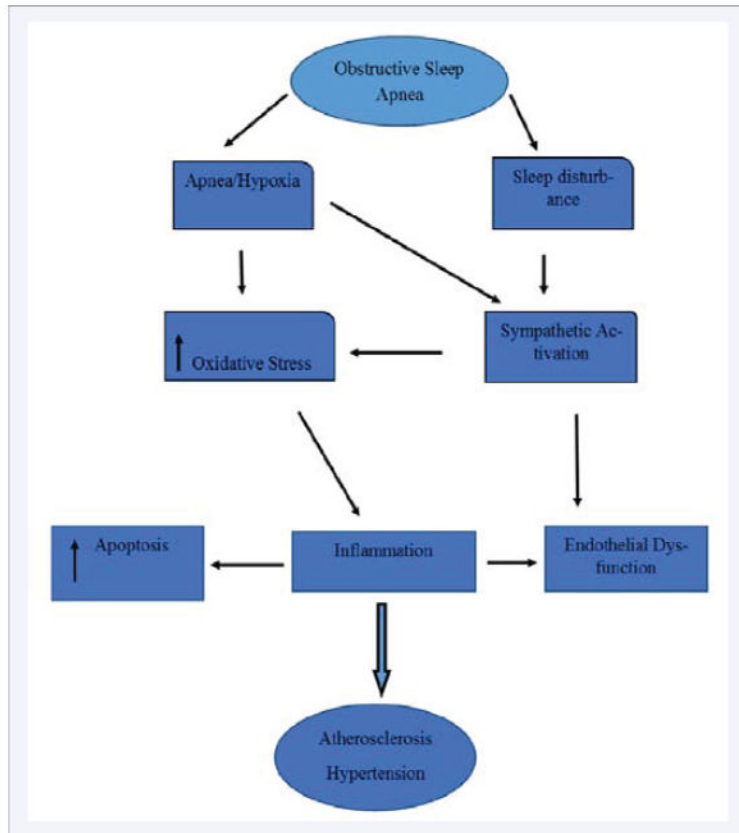 Obstructive Sleep
Apnea
Apnea/Hypoxia
Sleep disturb-
ance
Oxidative Stress
Sympathetic Ac-
tivation
Apoptosis
Inflammation
Endothelial Dys-
function
Atherosclerosis
Hypertension